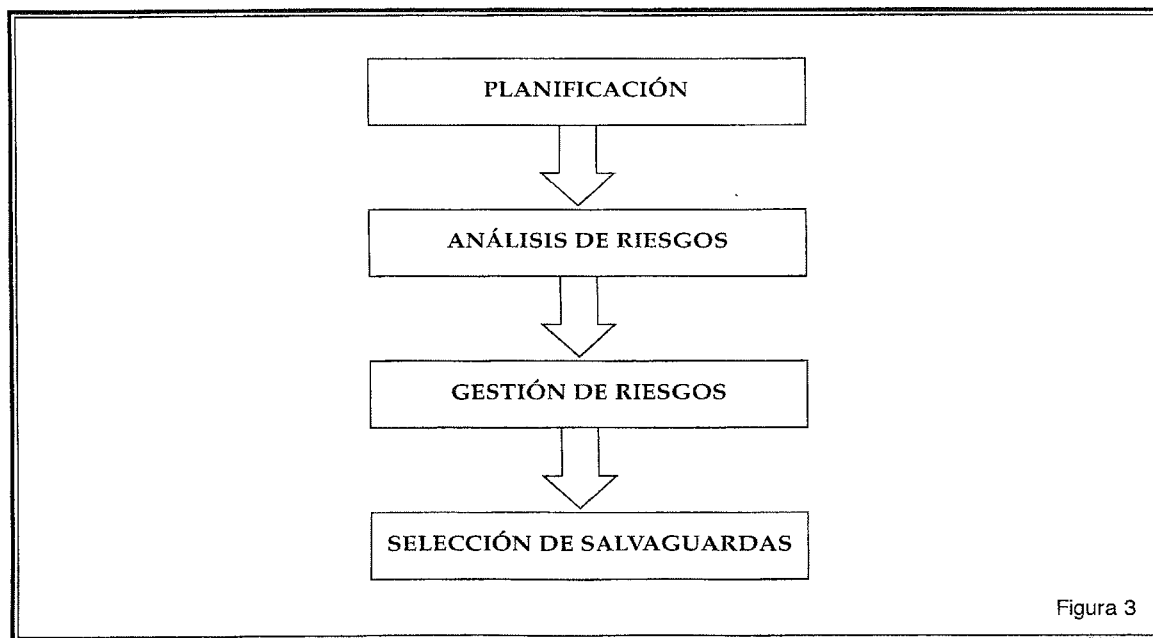 PLANIFICACIÓN
ANÁLISIS DE RIESGOS
GESTIÓN DE RIESGOS
SELECCIÓN DE SALVAGUARDAS
Figura 3